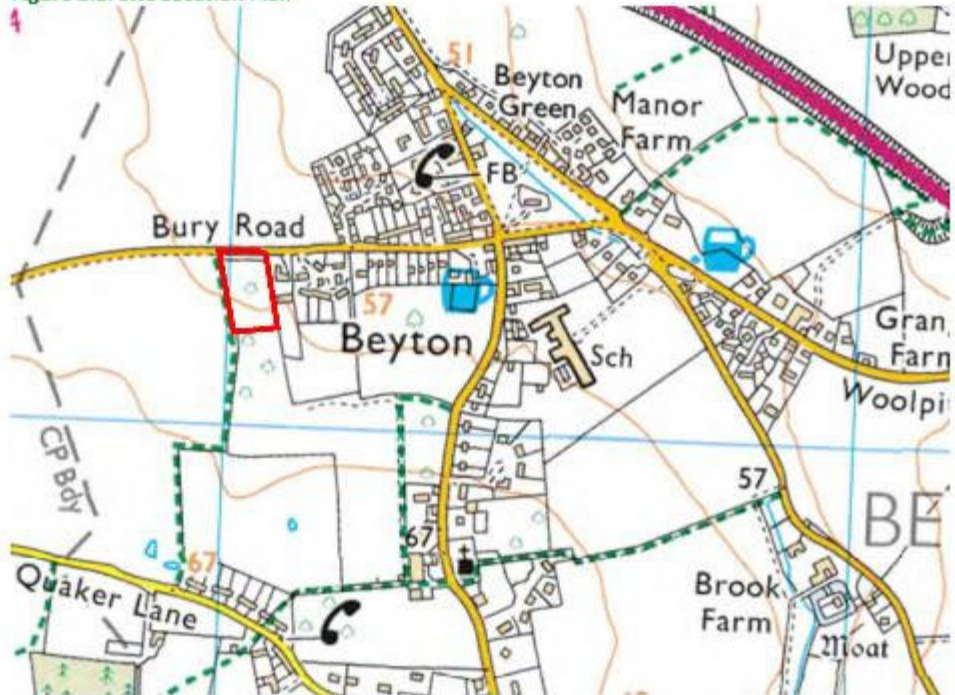 51
Beyton
Green
Upper
Wood
Manor
Farm
FB
Bury Road
57
Beyton
Sch
Gran
Farm
Woolpi
CP Bdy
57
BE
67
67
Quaker Lane
Brook
Farm
Moat